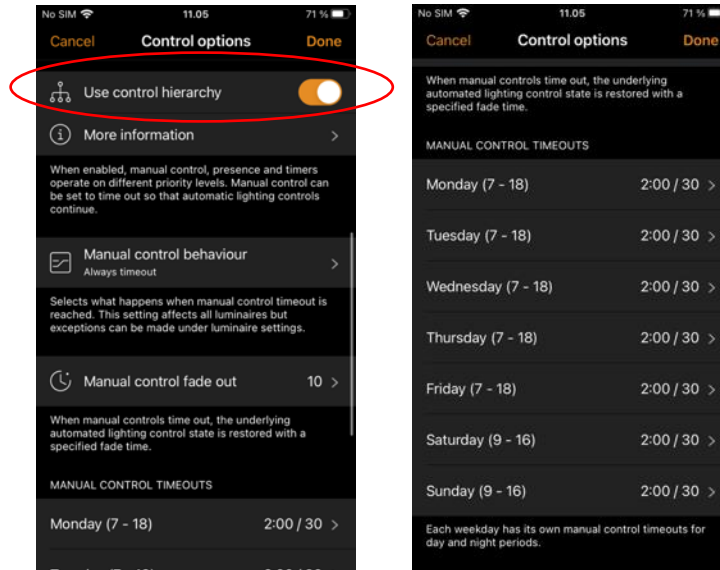 No SIM 11.05 71 %
Cancel Control options Done
Use control hierarchy
More information
When enabled, manual control, presence and timers
operate on different priority levels. Manual control can
be set to time out so that automatic lighting controls
continue.
Manual control behaviour
Always timeout
Selects what happens when manual control timeout is
reached. This setting affects all luminaires but
exceptions can be made under luminaire settings.
Manual control fade out 10
When manual controls time out, the underlying
automated lighting control state is restored with a
specified fade time.
MANUAL CONTROL TIMEOUTS
Monday (7 - 18) 2:00 / 30
No SIM 11.05 71 %
Cancel Control options Done
When manual controls time out, the underlying
automated lighting control state is restored with a
specified fade time.
MANUAL CONTROL TIMEOUTS
Monday (7 - 18) 2:00 / 30
Tuesday (7 - 18) 2:00 / 30
Wednesday (7 - 18) 2:00 / 30
Thursday (7 - 18) 2:00 / 30
Friday (7 - 18) 2:00 / 30
Saturday (9 - 16) 2:00 / 30
Sunday (9 - 16) 2:00 / 30
Each weekday has its own manual control timeouts for
day and night periods.